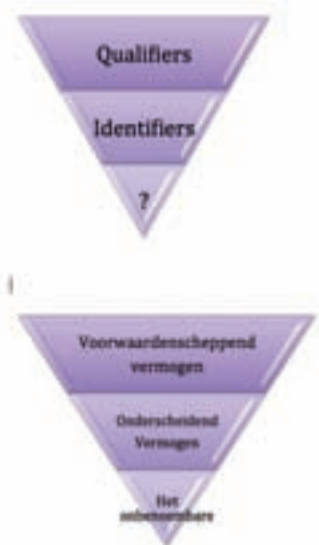 Qualifiers
Identifiers
?
Voorwaardenscheppend
vermogen
Onderscheidend
Vermogen
Het
onbenoembare